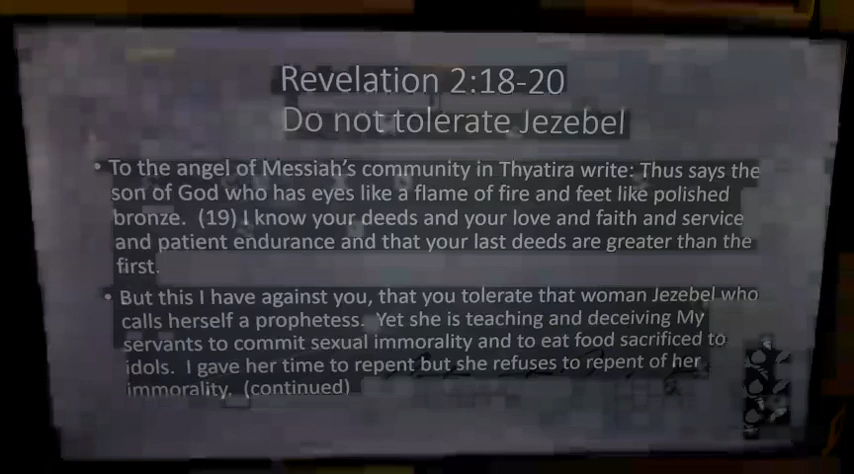 Revelation 2:18-20
Do not tolerate Jezebel
• To the angel of Messiah's community in Thyatira write: Thus says the
son of God who has eyes like a flame of fire and feet like polished
bronze. (19) I know your deeds and your love and faith and service
and patient endurance and that your last deeds are greater than the
first.
• But this I have against you, that you tolerate that woman Jezebel who
calls herself a prophetess. Yet she is teaching and deceiving My
servants to commit sexual immorality and to eat food sacrificed to
idols. I gave her time to repent but she refuses to repent of her
immorality. (continued)